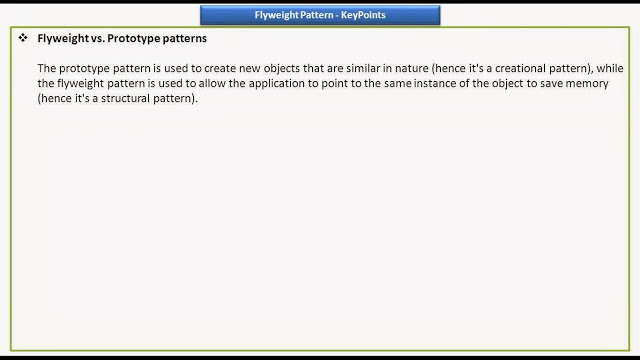 Flyweight Pattern - KeyPoints
❖ Flyweight vs. Prototype patterns
The prototype pattern is used to create new objects that are similar in nature (hence it's a creational pattern), while
the flyweight pattern is used to allow the application to point to the same instance of the object to save memory
(hence it's a structural pattern).